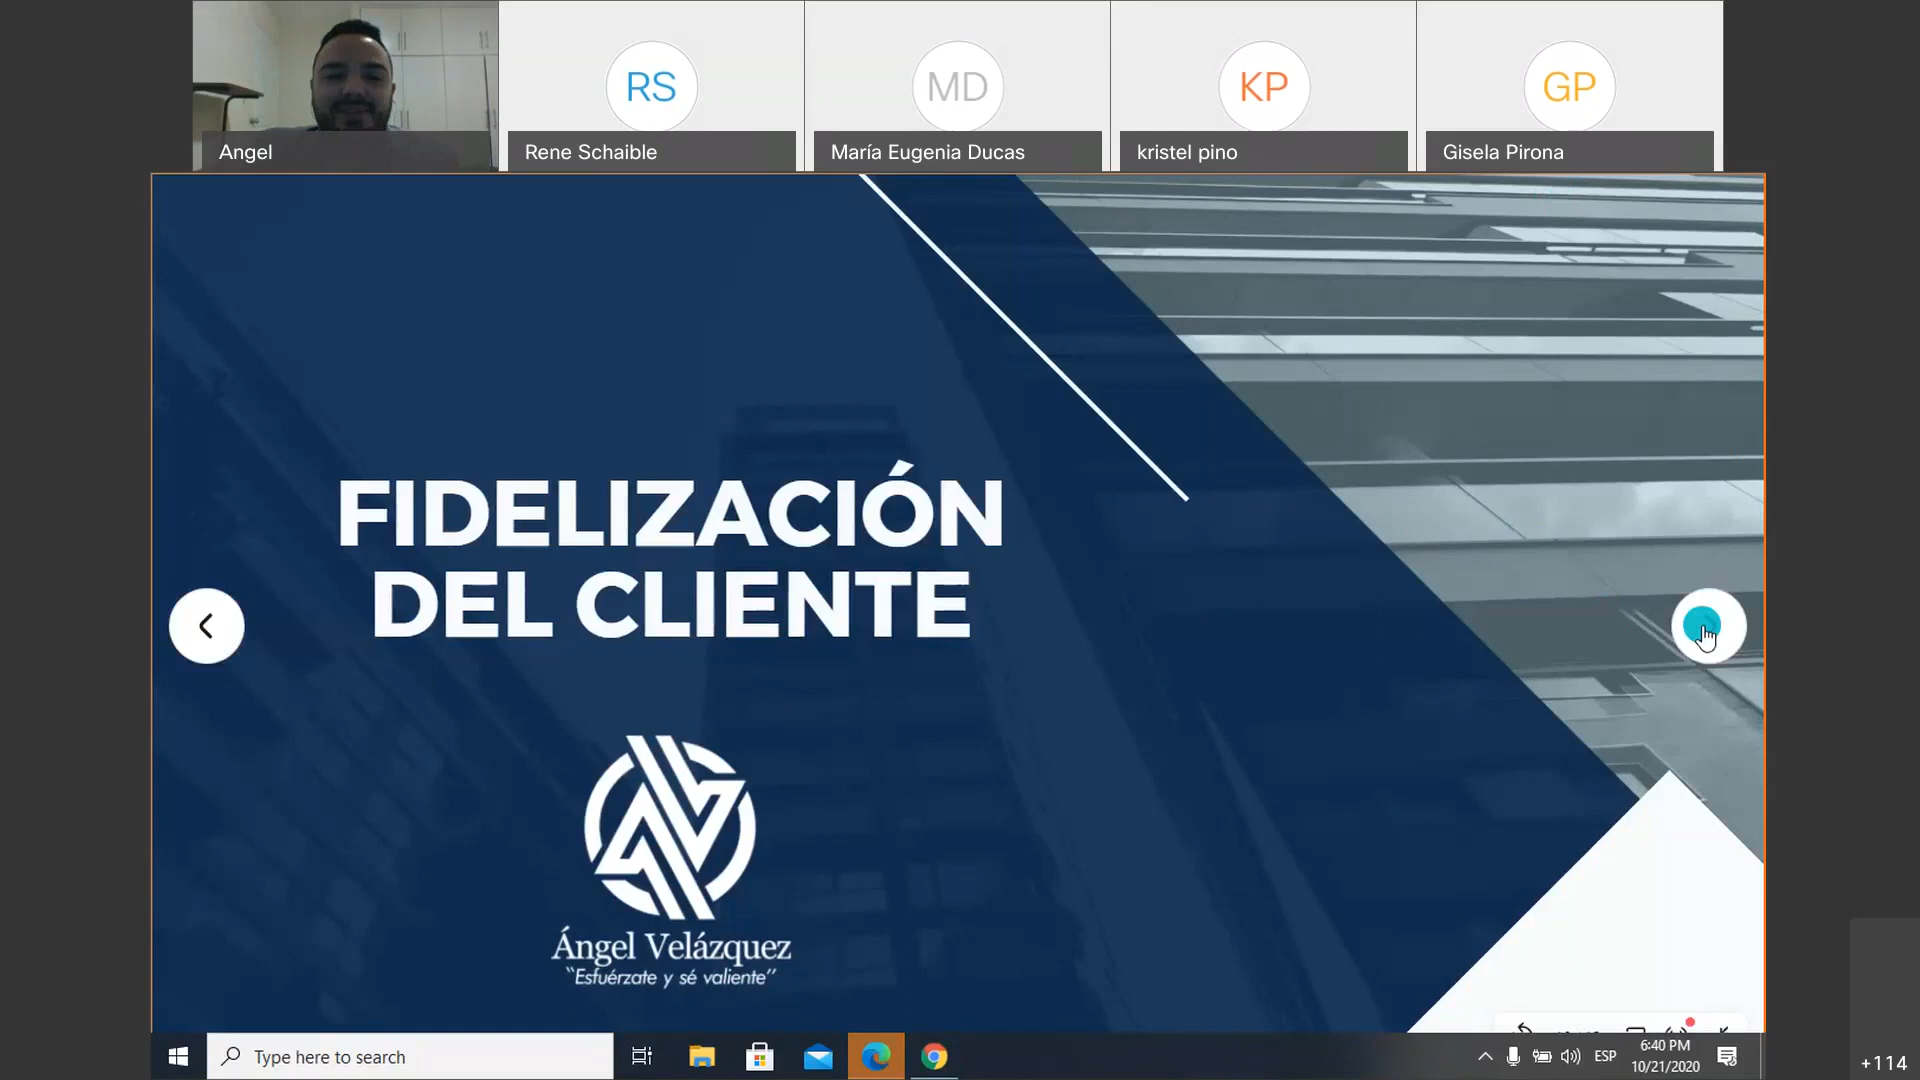 RS
MD
KP
GP
Angel
Rene Schaible
María Eugenia Ducas
kristel pino
Gisela Pirona
FIDELIZACIÓN
DEL CLIENTE
Ángel Velázquez
"Esfuérzate y sé valiente"
Type here to search
ESP
6:40 PM
10/21/2020
+114